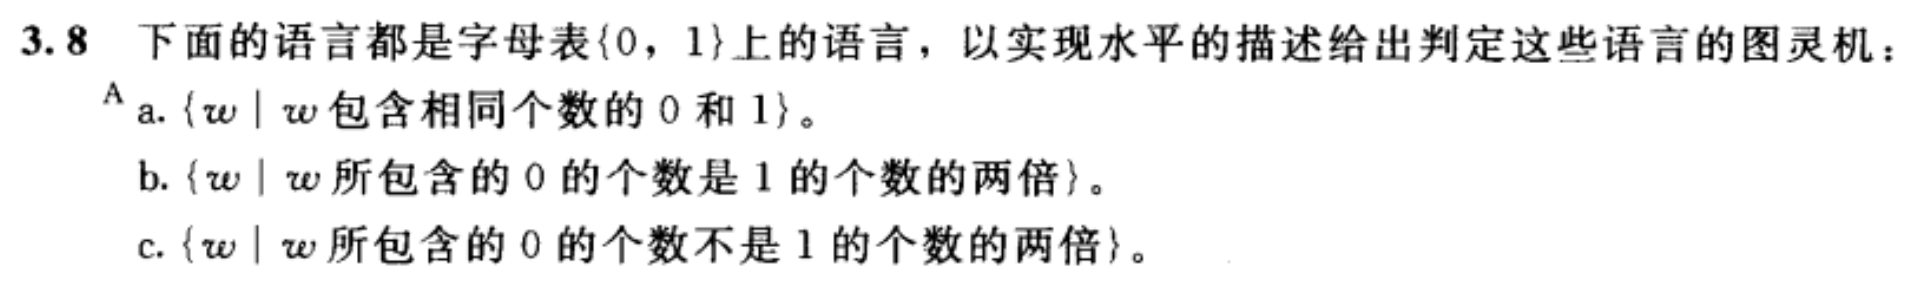 3.8 下面的语言都是字母表{0，1}上的语言，以实现水平的描述给出判定这些语言的图灵机：
A a. {w | w包含相同个数的 0 和 1}。
b. {w | w所包含的 0 的个数是 1 的个数的两倍}。
c. {w | w所包含的 0 的个数不是 1 的个数的两倍}。